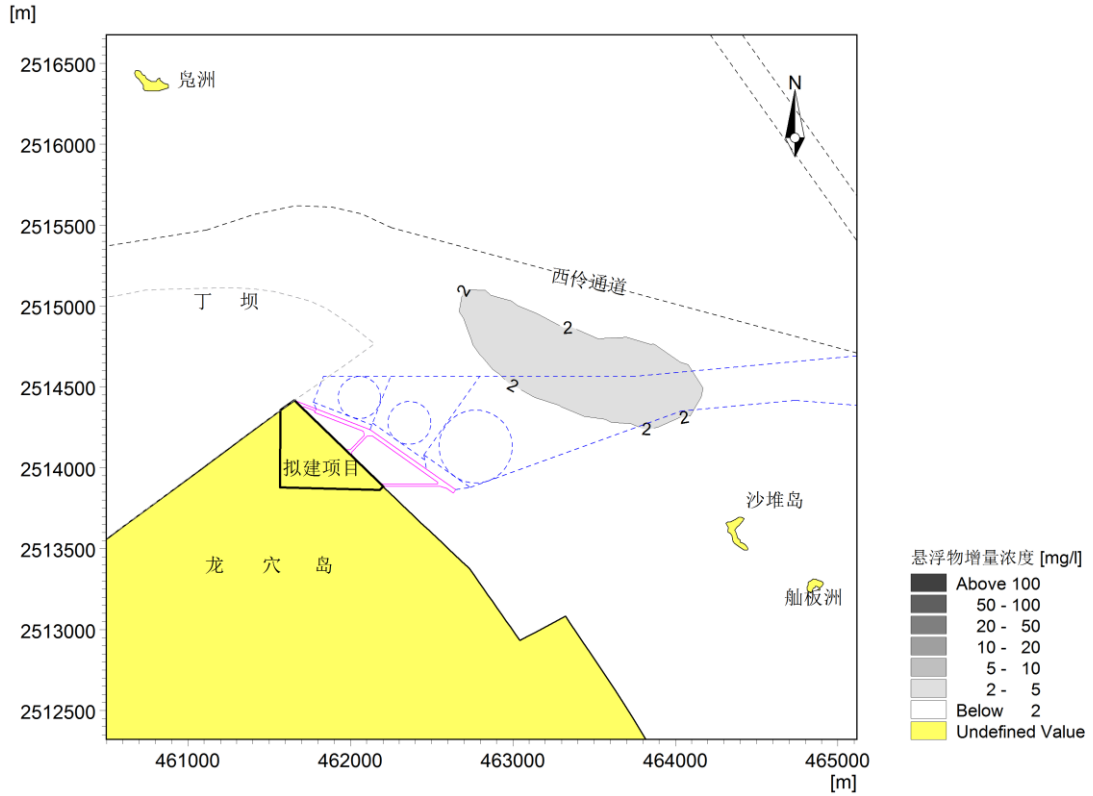 [m]
2516500
2516000
2515500
2515000
2514500
2514000
2513500
2513000
2512500
凫洲
N
西伶通道
丁 坝
2
2
2
2
2
拟建项目
龙 穴 岛
沙堆岛
舢板洲
461000
462000
463000
464000
465000
[m]
悬浮物增量浓度 [mg/l]
Above 100
50 - 100
20 - 50
10 - 20
5 - 10
2 - 5
Below 2
Undefined Value